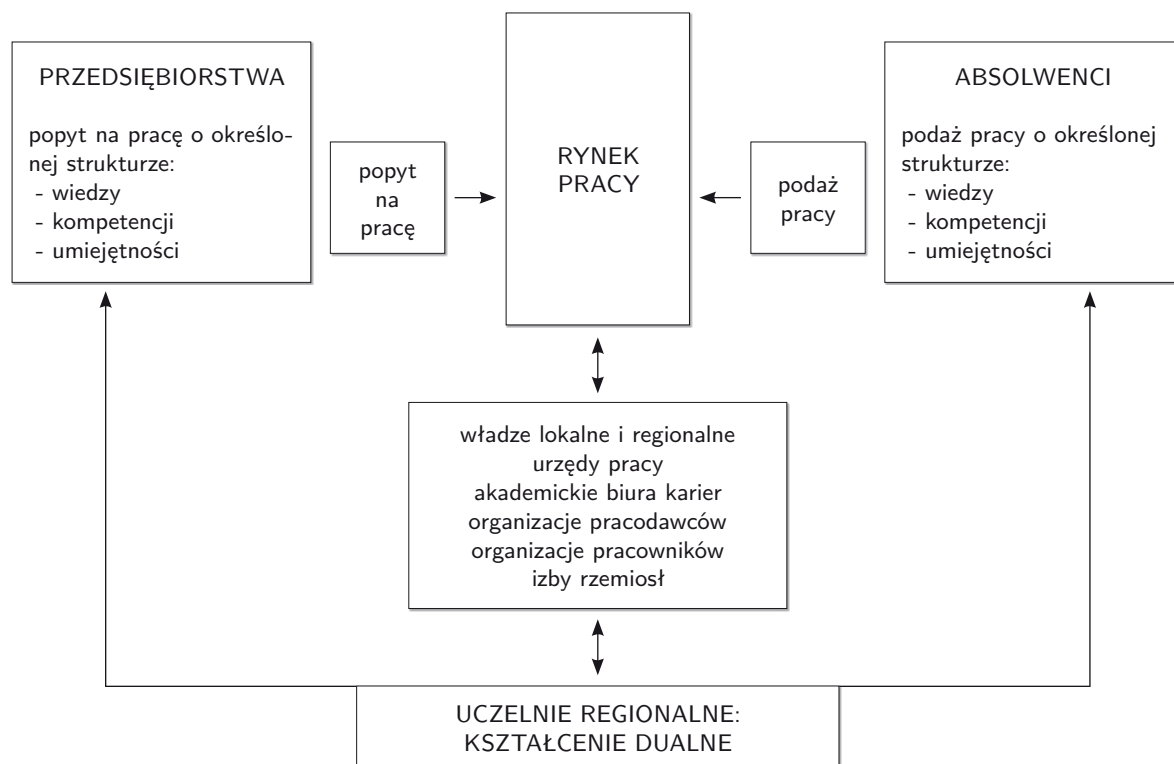 PRZEDSIĘBIORSTWA
popyt na pracę o określo-
nej strukturze:
- wiedzy
- kompetencji
- umiejętności
popyt
na
pracę
RYNEK
PRACY
podaż
pracy
ABSOLWENCI
podaż pracy o określonej
strukturze:
- wiedzy
- kompetencji
- umiejętności
władze lokalne i regionalne
urzędy pracy
akademickie biura karier
organizacje pracodawców
organizacje pracowników
izby rzemiosł
UCZELNIE REGIONALNE:
KSZTAŁCENIE DUALNE